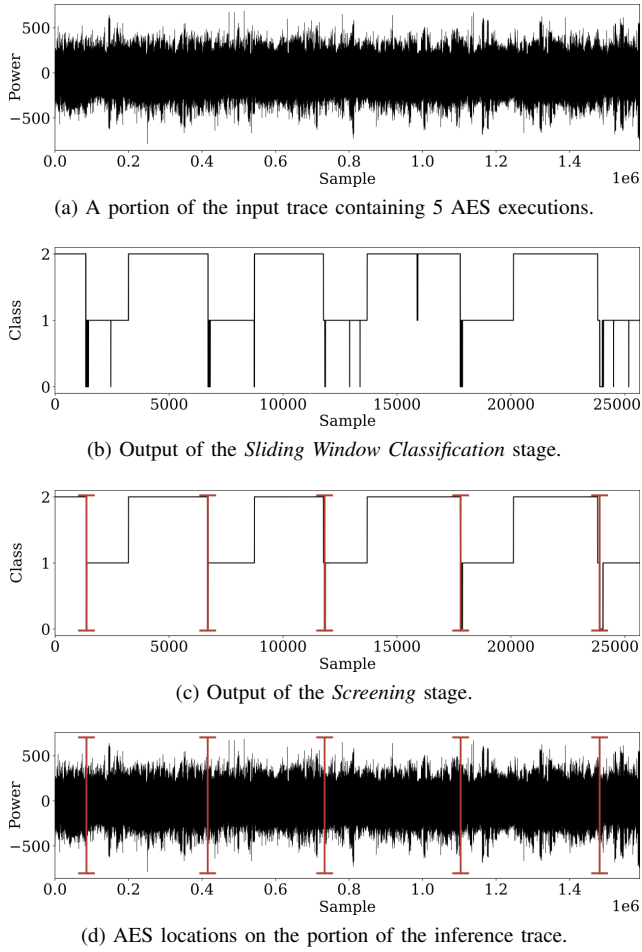 500
0
−500
Power
0.0 0.2 0.4 0.6 0.8 1.0 1.2 1.4
1e6
Sample
(a) A portion of the input trace containing 5 AES executions.
2
1
0
Class
0 5000 10000 15000 20000 25000
Sample
(b) Output of the Sliding Window Classification stage.
2
1
0
Class
0 5000 10000 15000 20000 25000
Sample
(c) Output of the Screening stage.
500
0
−500
Power
0.0 0.2 0.4 0.6 0.8 1.0 1.2 1.4
1e6
Sample
(d) AES locations on the portion of the inference trace.